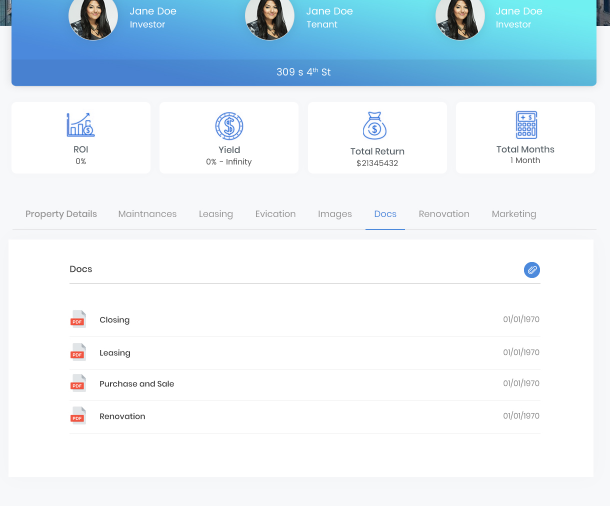 Jane Doe
Investor
Jane Doe
Tenant
Jane Doe
Investor
309 s 4th St
ROI
0%
Yield
0% - Infinity
Total Return
$21345432
Total Months
1 Month
Property Details Maintnances Leasing Evication Images Docs Renovation Marketing
Docs
PDF Closing 01/01/1970
PDF Leasing 01/01/1970
PDF Purchase and Sale 01/01/1970
PDF Renovation 01/01/1970